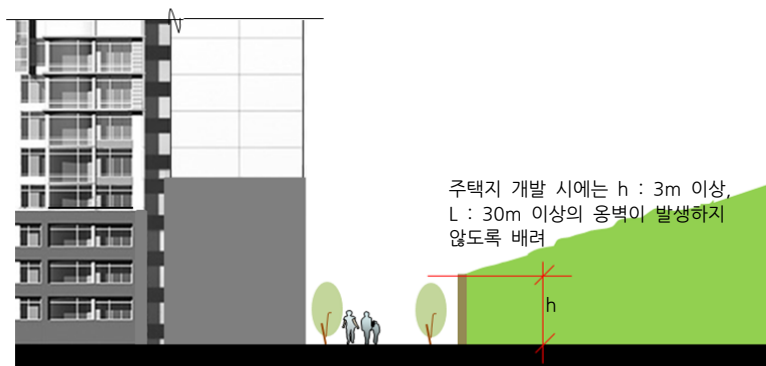 주택지 개발 시에는 h : 3m 이상,
L : 30m 이상의 옹벽이 발생하지
않도록 배려
h